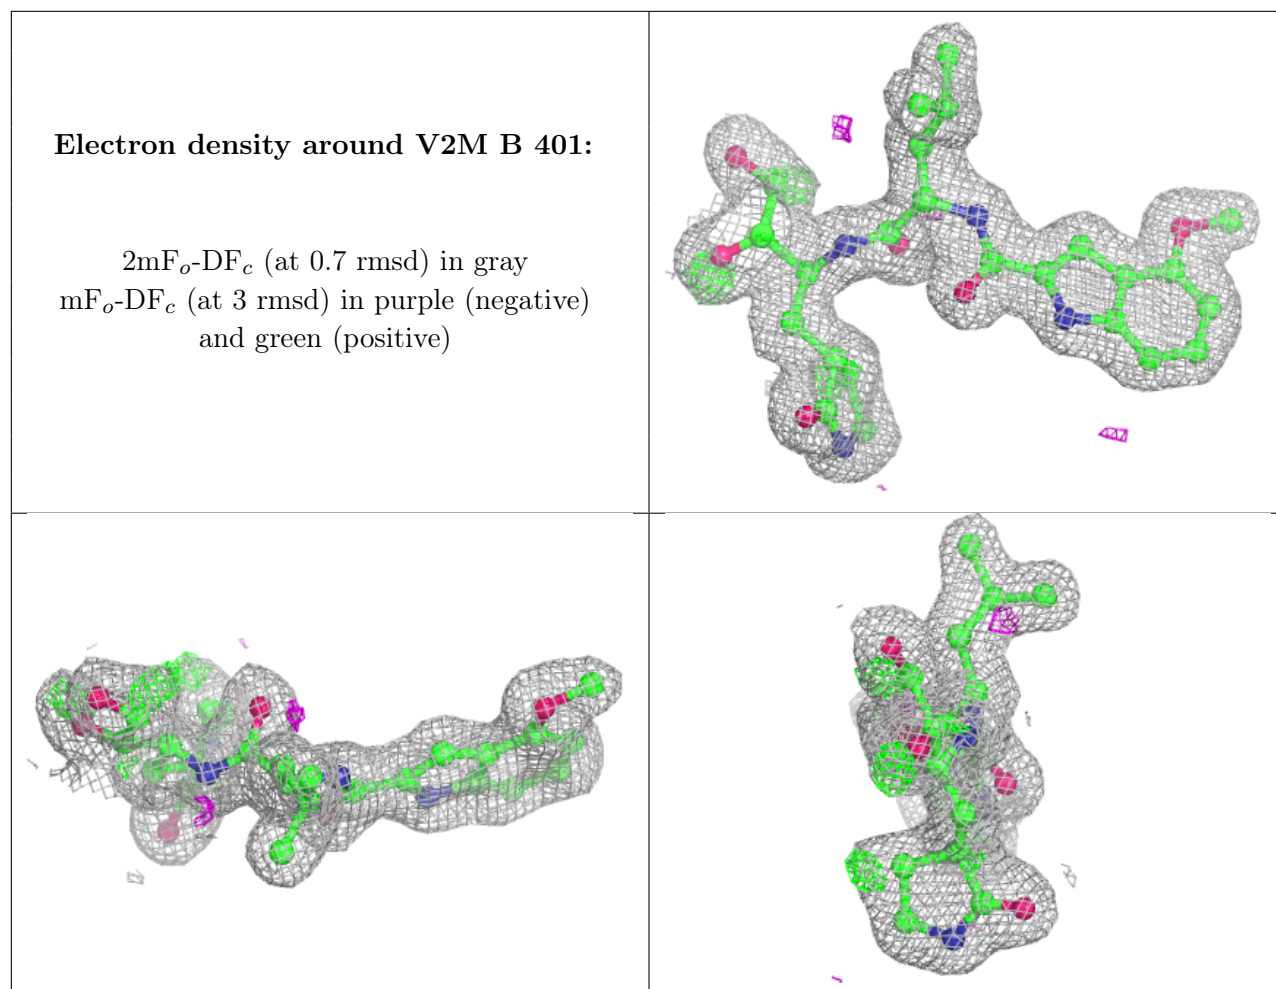 Electron density around V2M B 401:
2mF𝑜-DF𝑐 (at 0.7 rmsd) in gray
mF𝑜-DF𝑐 (at 3 rmsd) in purple (negative)
and green (positive)